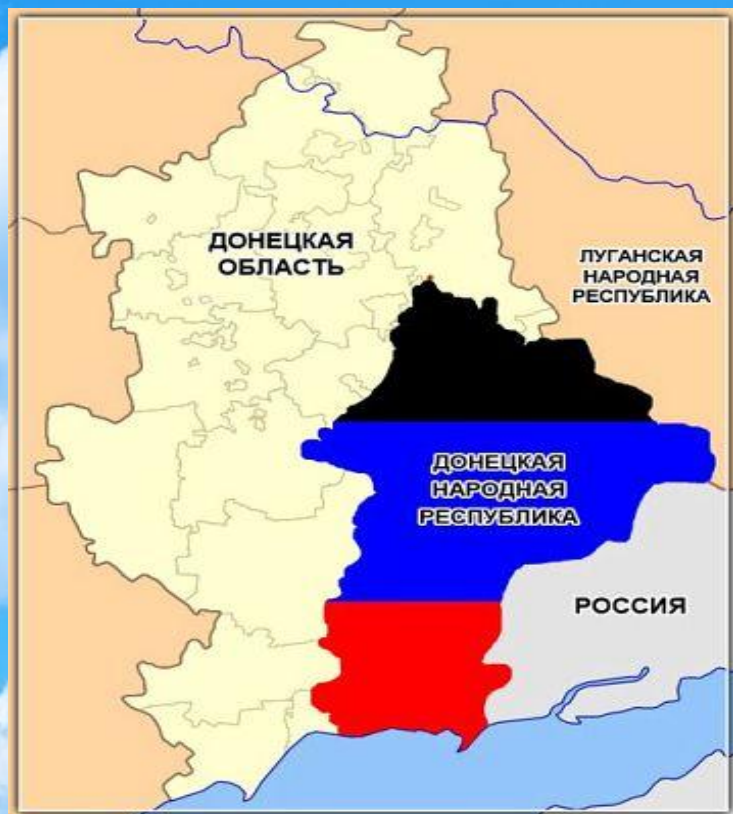 ДОНЕЦКАЯ
ОБЛАСТЬ
ЛУГАНСКАЯ
НАРОДНАЯ
РЕСПУБЛИКА
ДОНЕЦКАЯ
НАРОДНАЯ
РЕСПУБЛИКА
РОССИЯ